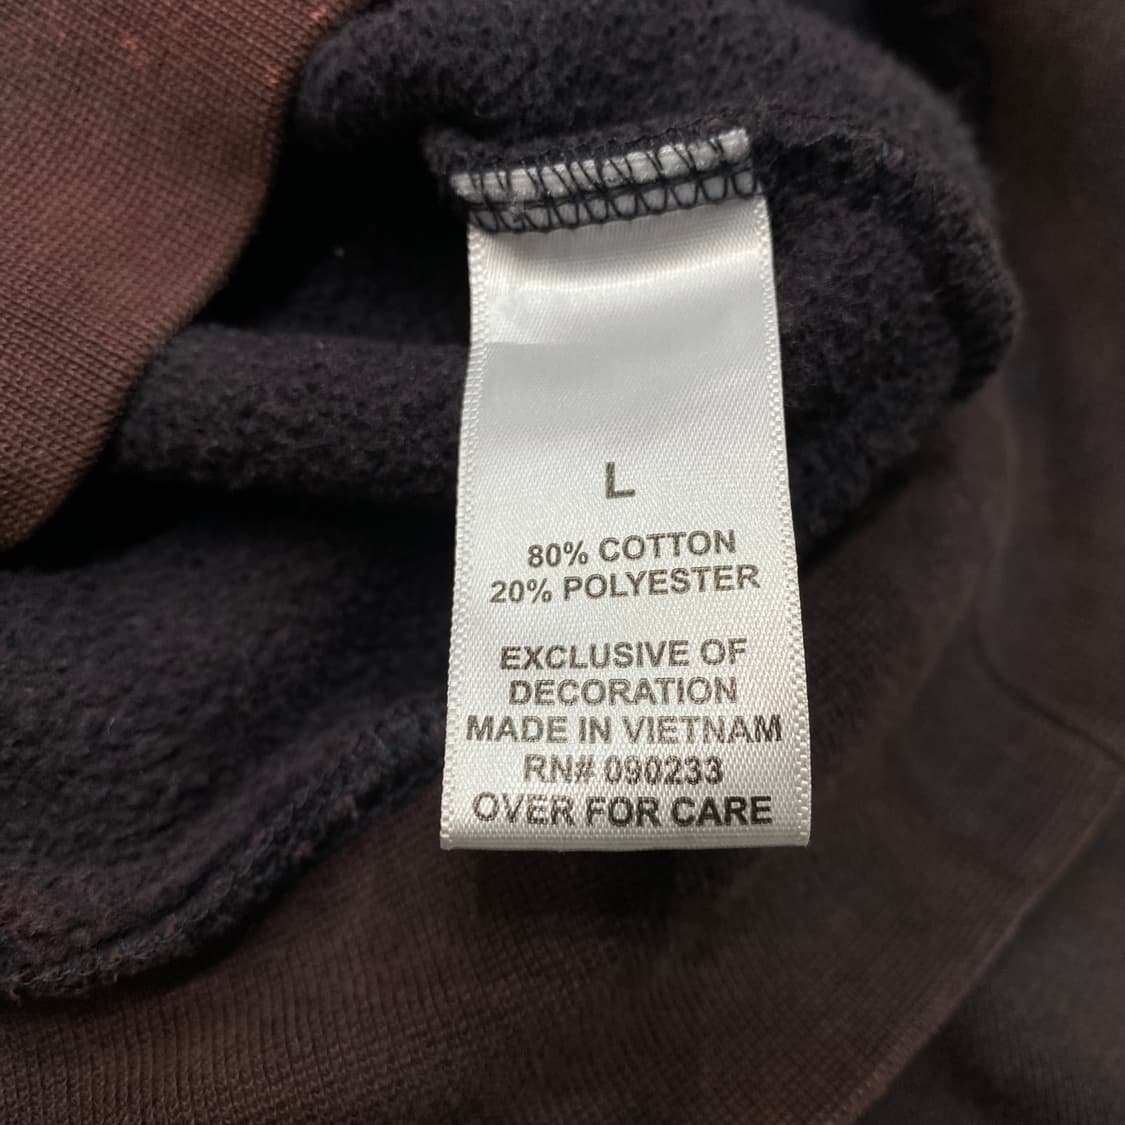 L
80% COTTON
20% POLYESTER
EXCLUSIVE OF
DECORATION
MADE IN VIETNAM
RN# 090233
OVER FOR CARE